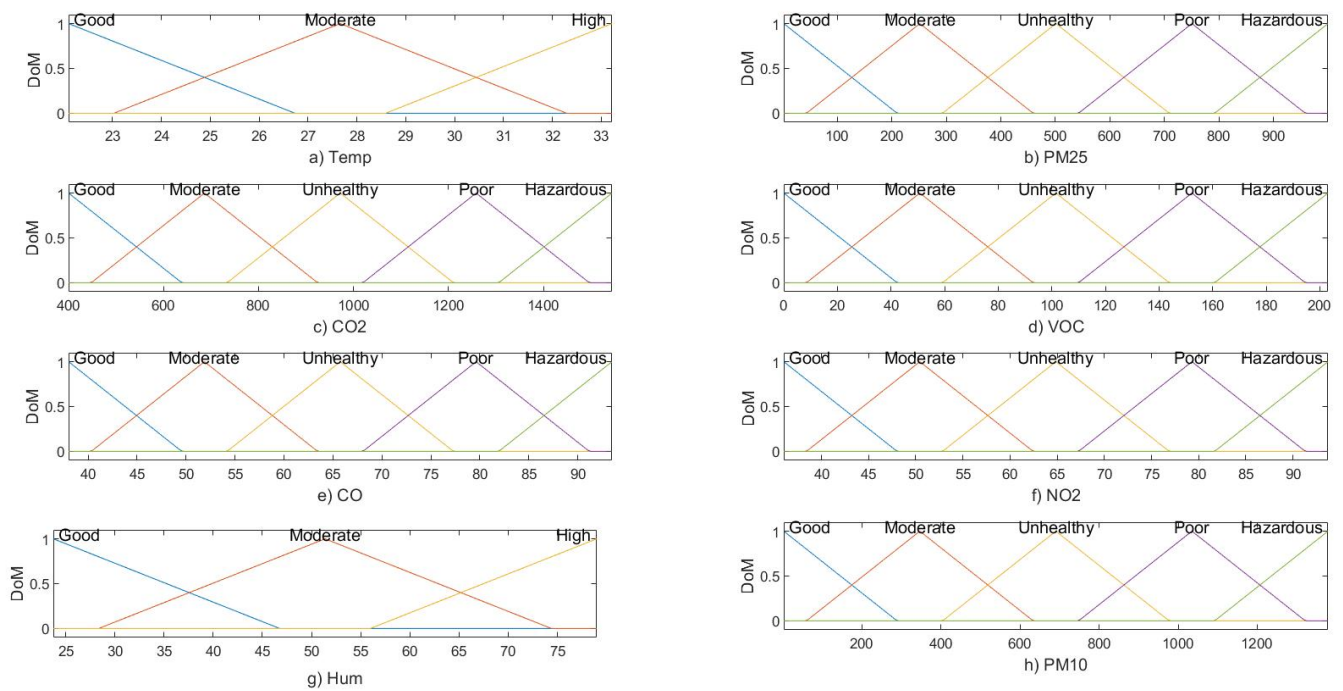 Good Moderate High
DoM
1
0.5
0
23 24 25 26 27 28 29 30 31 32 33
a) Temp
Good Moderate Unhealthy Poor Hazardous
DoM
1
0.5
0
100 200 300 400 500 600 700 800 900
b) PM25
Good Moderate Unhealthy Poor Hazardous
DoM
1
0.5
0
400 600 800 1000 1200 1400
c) CO2
Good Moderate Unhealthy Poor Hazardous
DoM
1
0.5
0
0 20 40 60 80 100 120 140 160 180 200
d) VOC
Good Moderate Unhealthy Poor Hazardous
DoM
1
0.5
0
40 45 50 55 60 65 70 75 80 85 90
e) CO
Good Moderate Unhealthy Poor Hazardous
DoM
1
0.5
0
40 45 50 55 60 65 70 75 80 85 90
f) NO2
Good Moderate High
DoM
1
0.5
0
25 30 35 40 45 50 55 60 65 70 75
g) Hum
Good Moderate Unhealthy Poor Hazardous
DoM
1
0.5
0
200 400 600 800 1000 1200
h) PM10